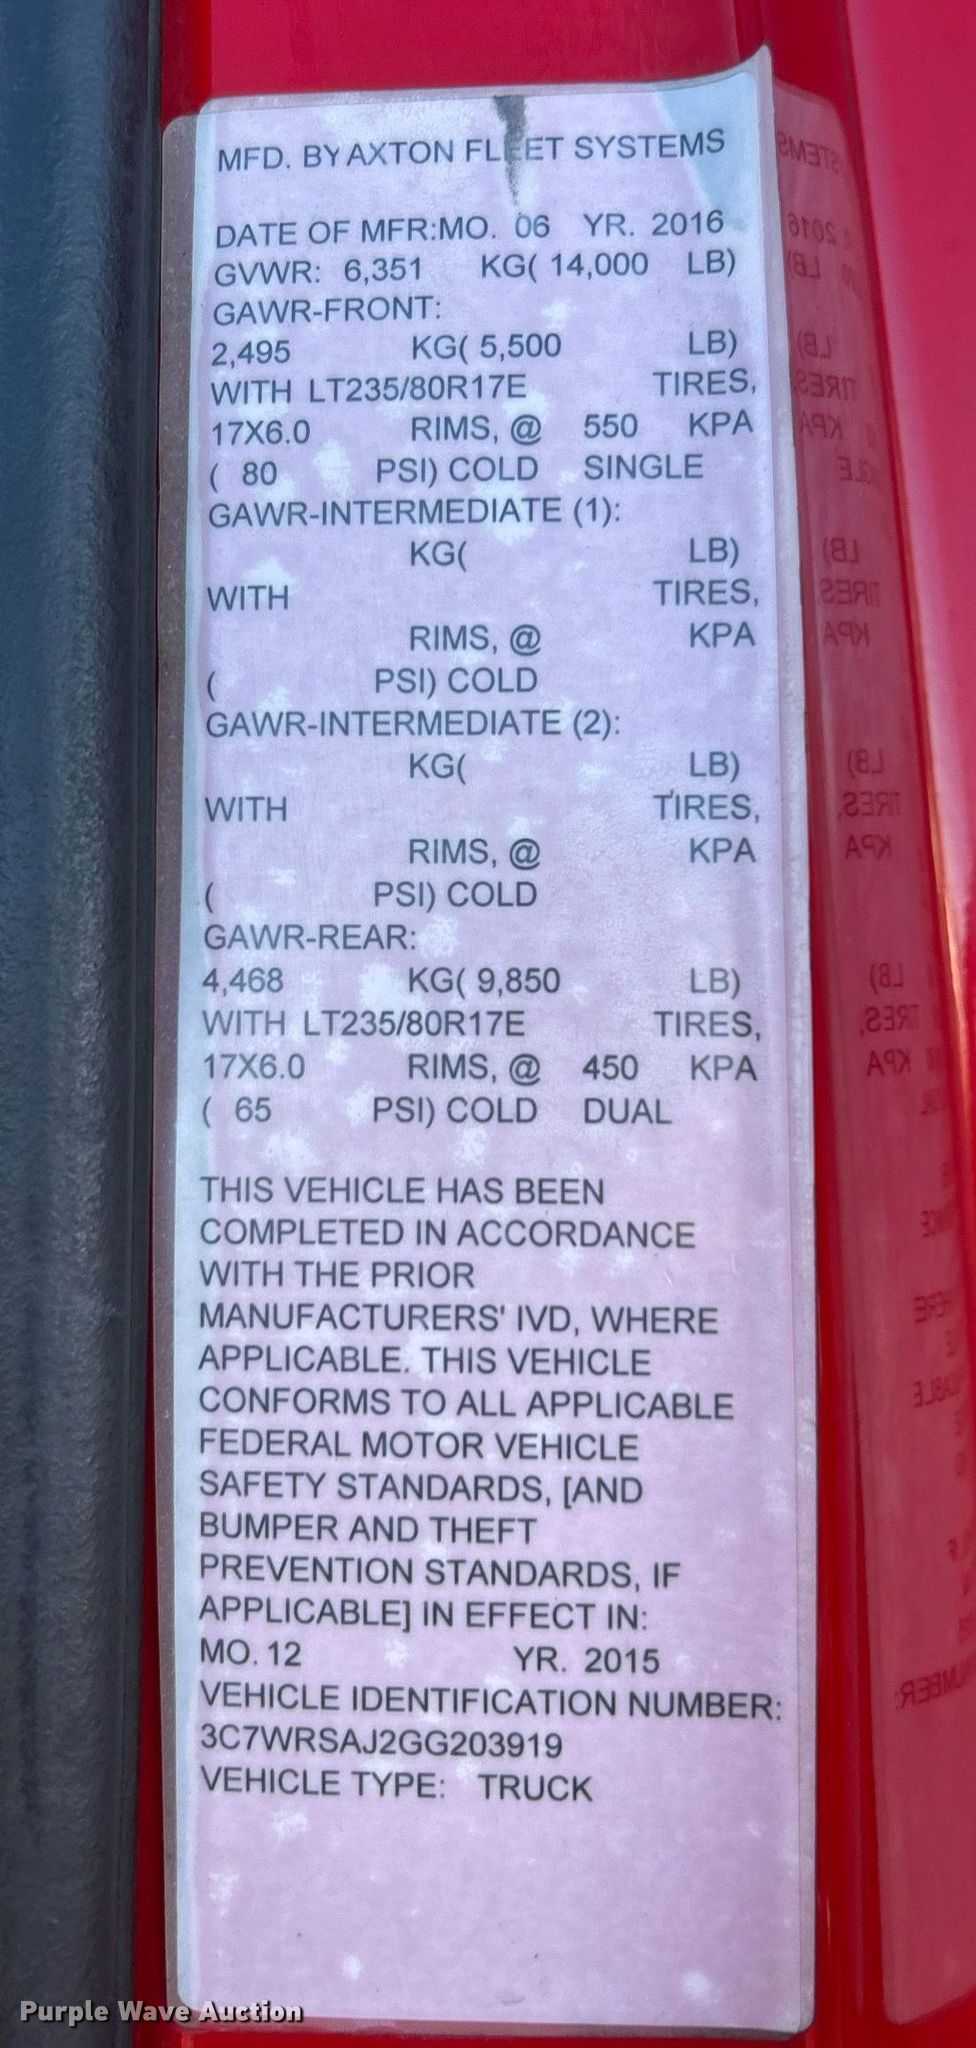 MFD. BY AXTON FLEET SYSTEMS
DATE OF MFR:MO. 06 YR. 2016
GVWR: 6,351 KG( 14,000 LB)
GAWR-FRONT:
2,495 KG( 5,500 LB)
WITH LT235/80R17E TIRES,
17X6.0 RIMS, @ 550 KPA
( 80 PSI) COLD SINGLE
GAWR-INTERMEDIATE (1):
KG( LB)
WITH TIRES,
RIMS, @ KPA
( PSI) COLD
GAWR-INTERMEDIATE (2):
KG( LB)
WITH TIRES,
RIMS, @ KPA
( PSI) COLD
GAWR-REAR:
4,468 KG( 9,850 LB)
WITH LT235/80R17E TIRES,
17X6.0 RIMS, @ 450 KPA
( 65 PSI) COLD DUAL
THIS VEHICLE HAS BEEN
COMPLETED IN ACCORDANCE
WITH THE PRIOR
MANUFACTURERS' IVD, WHERE
APPLICABLE. THIS VEHICLE
CONFORMS TO ALL APPLICABLE
FEDERAL MOTOR VEHICLE
SAFETY STANDARDS, [AND
BUMPER AND THEFT
PREVENTION STANDARDS, IF
APPLICABLE] IN EFFECT IN:
MO. 12 YR. 2015
VEHICLE IDENTIFICATION NUMBER:
3C7WRSAJ2GG203919
VEHICLE TYPE: TRUCK
Purple Wave Auction